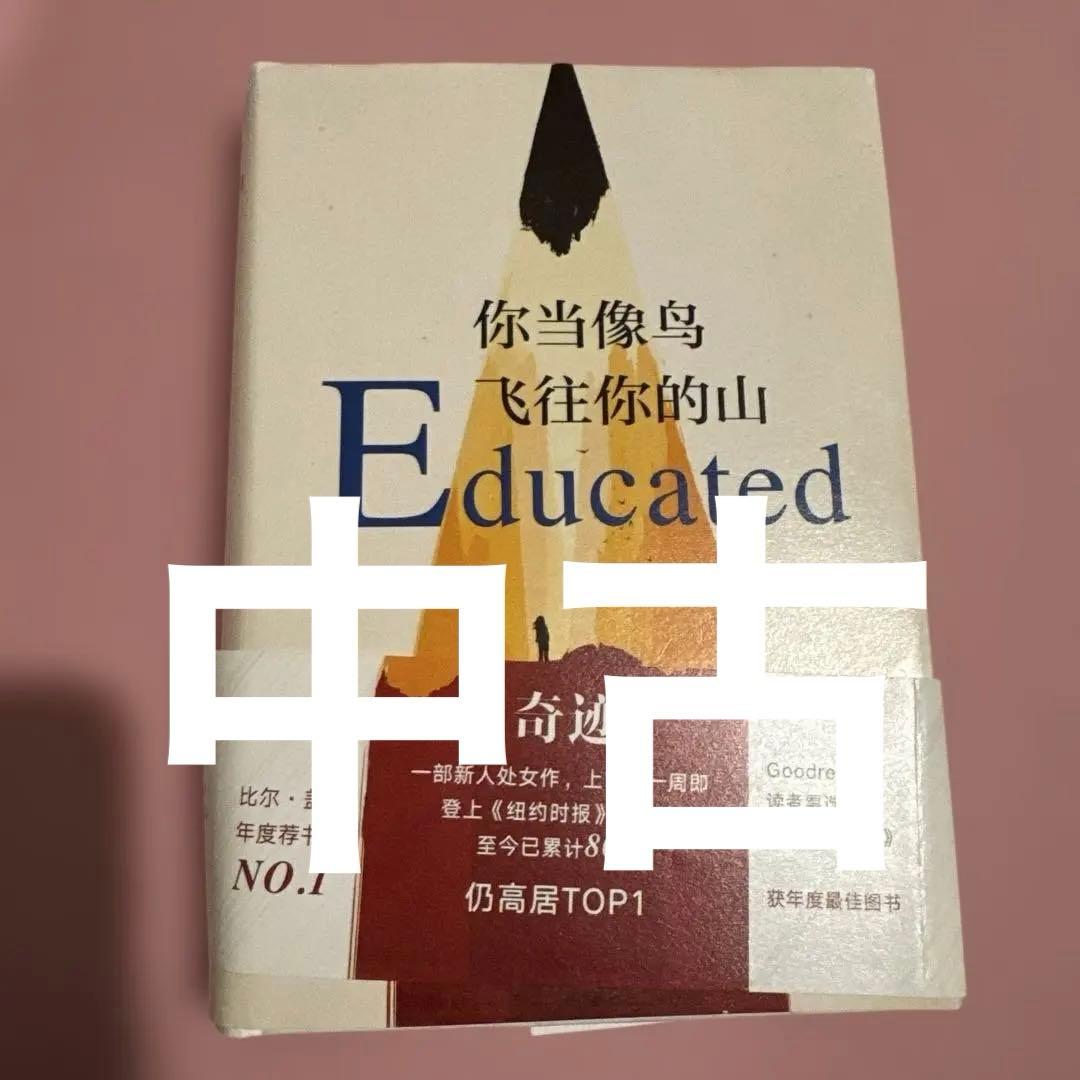 你当像鸟
飞往你的山
Educated
中古
奇迹
一部新人处女作，上 一周即
登上《纽约时报》
至今已累计8
仍高居TOP1
比尔·
年度荐书
NO.1
Goodre
读者
》
获年度最佳图书